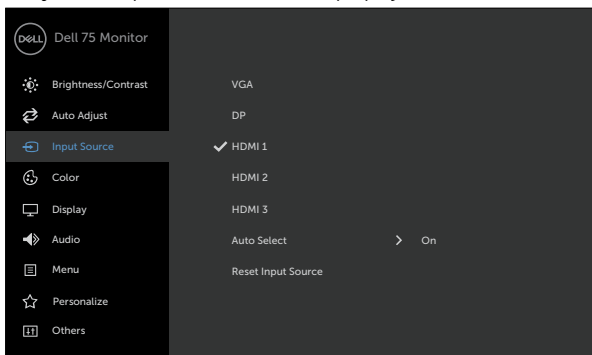 DELL Dell 75 Monitor
Brightness/Contrast VGA
Auto Adjust DP
Input Source HDMI 1
Color HDMI 2
Display HDMI 3
Audio Auto Select On
Menu Reset Input Source
Personalize
Others